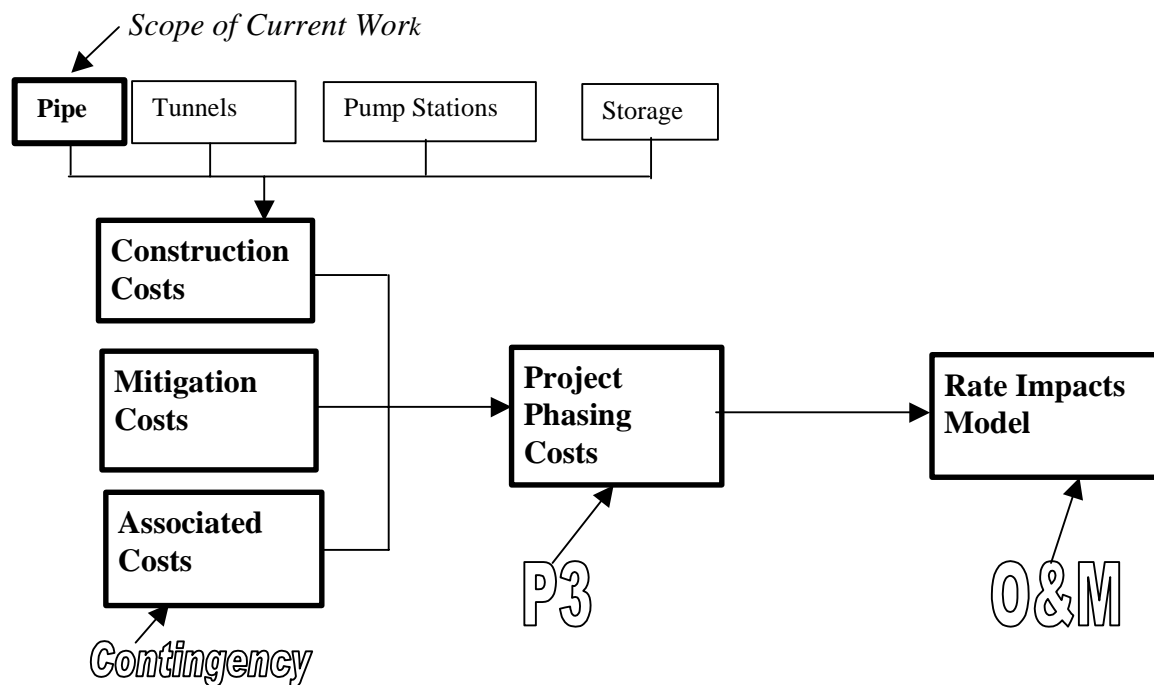 Scope of Current Work
Pipe
Tunnels
Pump Stations
Storage
Construction
Costs
Mitigation
Costs
Associated
Costs
Project
Phasing
Costs
Rate Impacts
Model
Contingency
P3
O&M